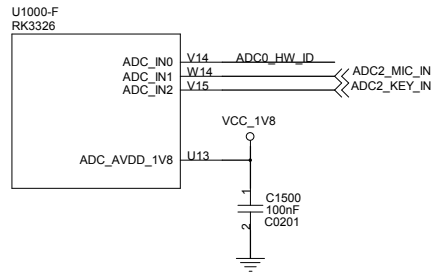 U1000-F
RK3326
ADC_IN0 V14 ADC0_HW_ID
ADC_IN1 W14 ADC2_MIC_IN
ADC_IN2 V15 ADC2_KEY_IN
VCC_1V8
ADC_AVDD_1V8 U13
1
C1500
100nF
C0201
2